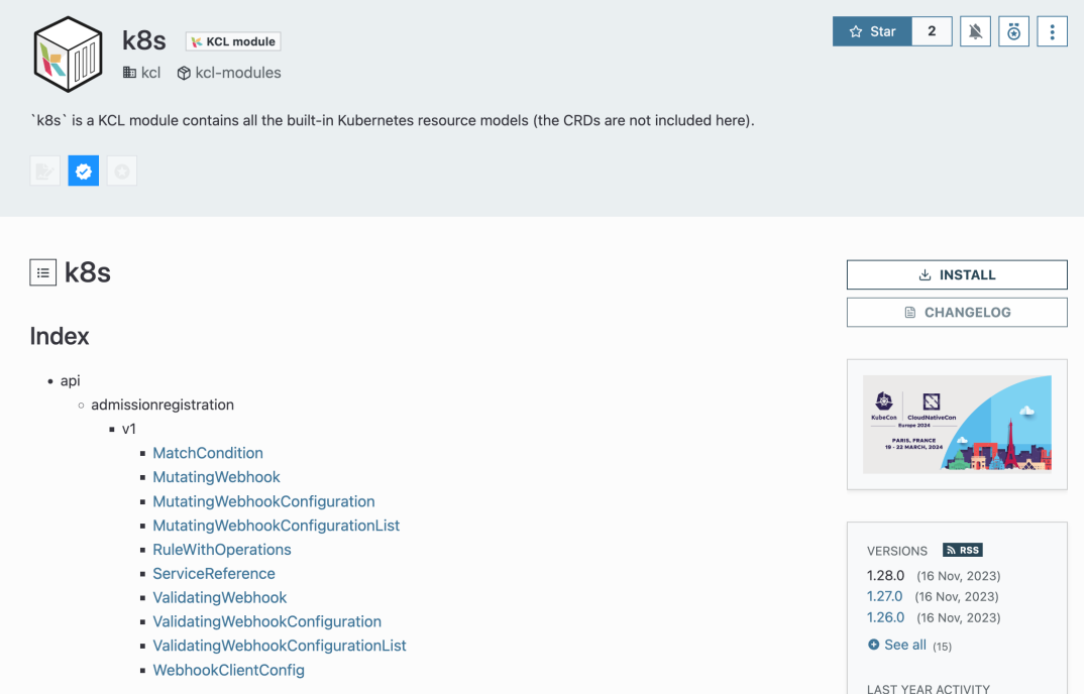 k8s KCL module
Star 2
kcl kcl-modules
`k8s` is a KCL module contains all the built-in Kubernetes resource models (the CRDs are not included here).
k8s
Index
api
admissionregistration
v1
MatchCondition
MutatingWebhook
MutatingWebhookConfiguration
MutatingWebhookConfigurationList
RuleWithOperations
ServiceReference
ValidatingWebhook
ValidatingWebhookConfiguration
ValidatingWebhookConfigurationList
WebhookClientConfig
INSTALL
CHANGELOG
KubeCon CloudNativeCon
Europe 2024
PARIS, FRANCE
19 - 22 MARCH, 2024
VERSIONS RSS
1.28.0 (16 Nov, 2023)
1.27.0 (16 Nov, 2023)
1.26.0 (16 Nov, 2023)
See all (15)
LAST YEAR ACTIVITY